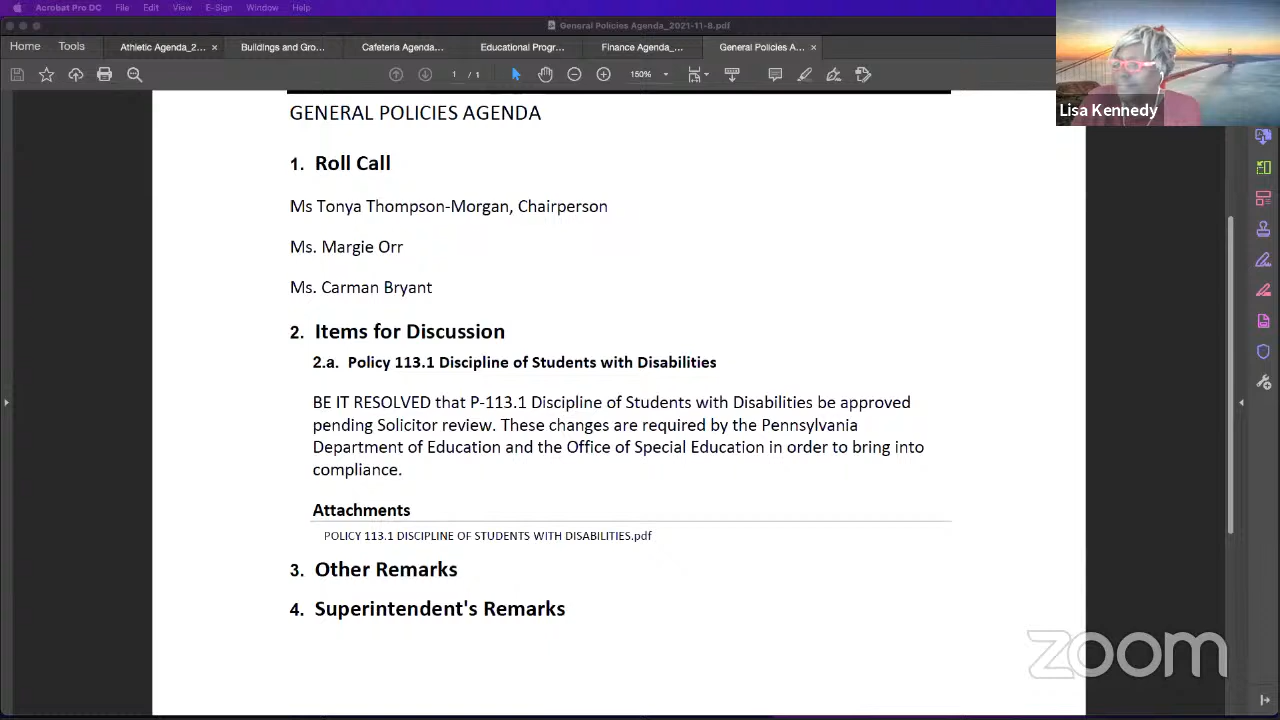 Acrobat Pro DC File Edit View E-Sign Window Help
General Policies Agenda_2021-11-8.pdf
Home Tools Athletic Agenda_2... × Buildings and Gro... Cafeteria Agenda... Educational Progr... Finance Agenda_... General Policies A... ×
1 / 1 150%
Lisa Kennedy
GENERAL POLICIES AGENDA
1. Roll Call
Ms Tonya Thompson-Morgan, Chairperson
Ms. Margie Orr
Ms. Carman Bryant
2. Items for Discussion
2.a. Policy 113.1 Discipline of Students with Disabilities
BE IT RESOLVED that P-113.1 Discipline of Students with Disabilities be approved
pending Solicitor review. These changes are required by the Pennsylvania
Department of Education and the Office of Special Education in order to bring into
compliance.
Attachments
POLICY 113.1 DISCIPLINE OF STUDENTS WITH DISABILITIES.pdf
3. Other Remarks
4. Superintendent's Remarks
zoom